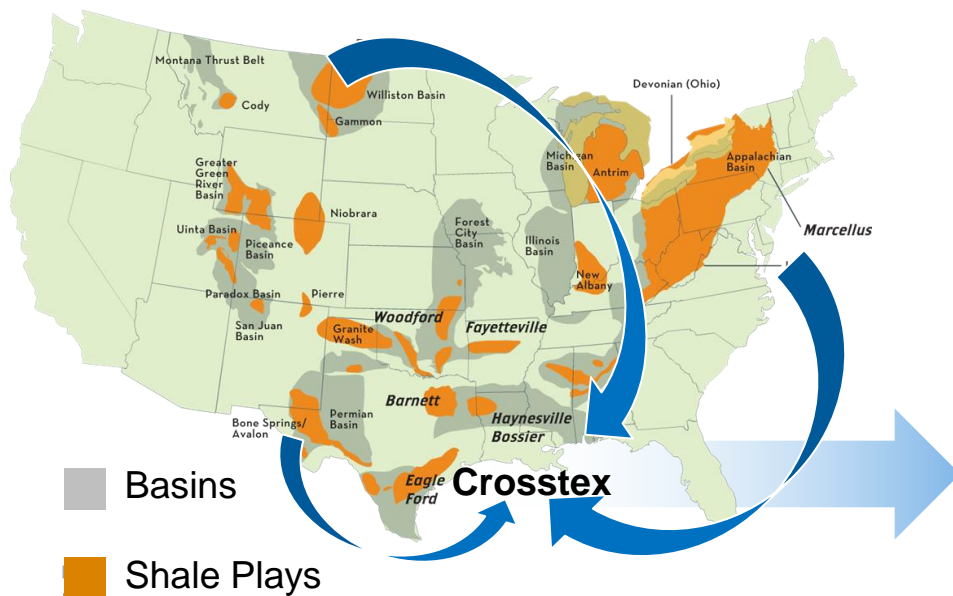 Montana Thrust Belt
Cody
Williston Basin
Gammon
Devonian (Ohio)
Michigan
Basin
Antrim
Appalachian
Basin
Marcellus
Greater
Green
River
Basin
Niobrara
Forest
City
Basin
Illinois
Basin
New
Albany
Uinta Basin
Piceance
Basin
Paradox Basin
Pierre
San Juan
Basin
Woodford
Fayetteville
Granite
Wash
Barnett
Haynesville
Bossier
Bone Springs/
Avalon
Permian
Basin
Eagle
Ford
Crosstex
Basins
Shale Plays